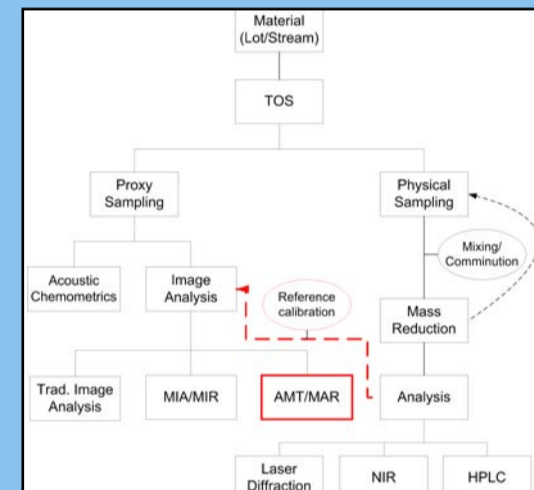 Material
(Lot/Stream)
TOS
Proxy
Sampling
Physical
Sampling
Mixing/
Comminution
Acoustic
Chemometrics
Image
Analysis
Reference
calibration
Mass
Reduction
Trad. Image
Analysis
MIA/MIR
AMT/MAR
Analysis
Laser
Diffraction
NIR
HPLC